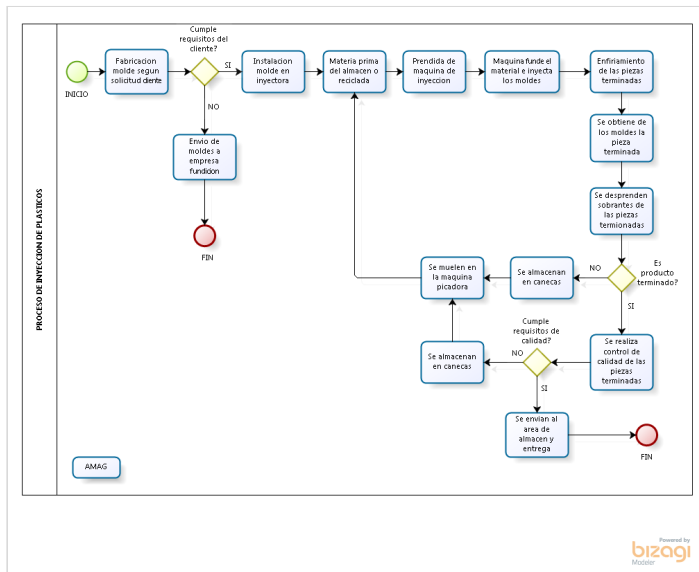 PROCESO DE INYECCION DE PLASTICOS
INICIO
Fabricacion
molde segun
solicitud cliente
Cumple
requisitos del
cliente?
SI
NO
Envio de
moldes a
empresa
fundidon
FIN
Instalacion
molde en
inyectora
Materia prima
del almacen o
reciclada
Prendida de
maquina de
inyeccion
Maquina funde el
material e inyecta
los moldes
Enfiriamiento de
las piezas
terminadas
Se obtiene de
los moldes la
pieza
terminada
Se desprenden
sobrantes de
las piezas
termionadas
Es
producto
terminado?
NO
SI
Se almacenan
en canecas
Se muelen en
la maquina
picadora
Se realiza
control de
calidad de las
piezas
terminadas
Cumple
requisitos de
calidad?
NO
SI
Se almacenan
en canecas
Se envian al
area de
almacen y
entrega
FIN
AMAG
Powered by
bizagi
Modeler